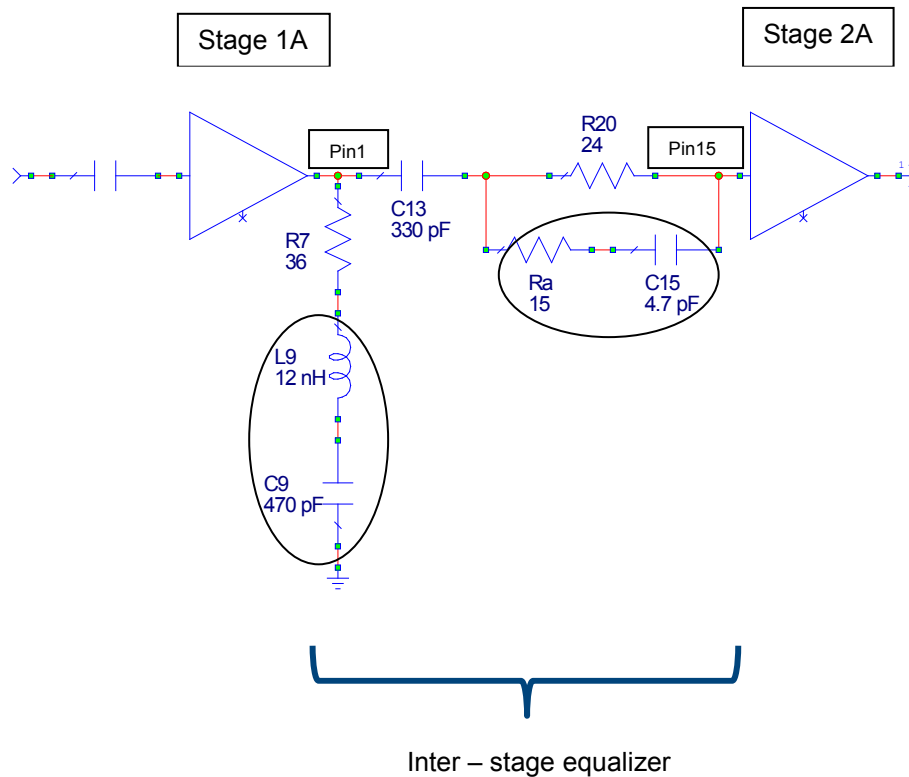 Stage 1A
Stage 2A
Pin1
R20
24
Pin15
C13
330 pF
R7
36
Ra
15
C15
4.7 pF
L9
12 nH
C9
470 pF
1
Inter – stage equalizer